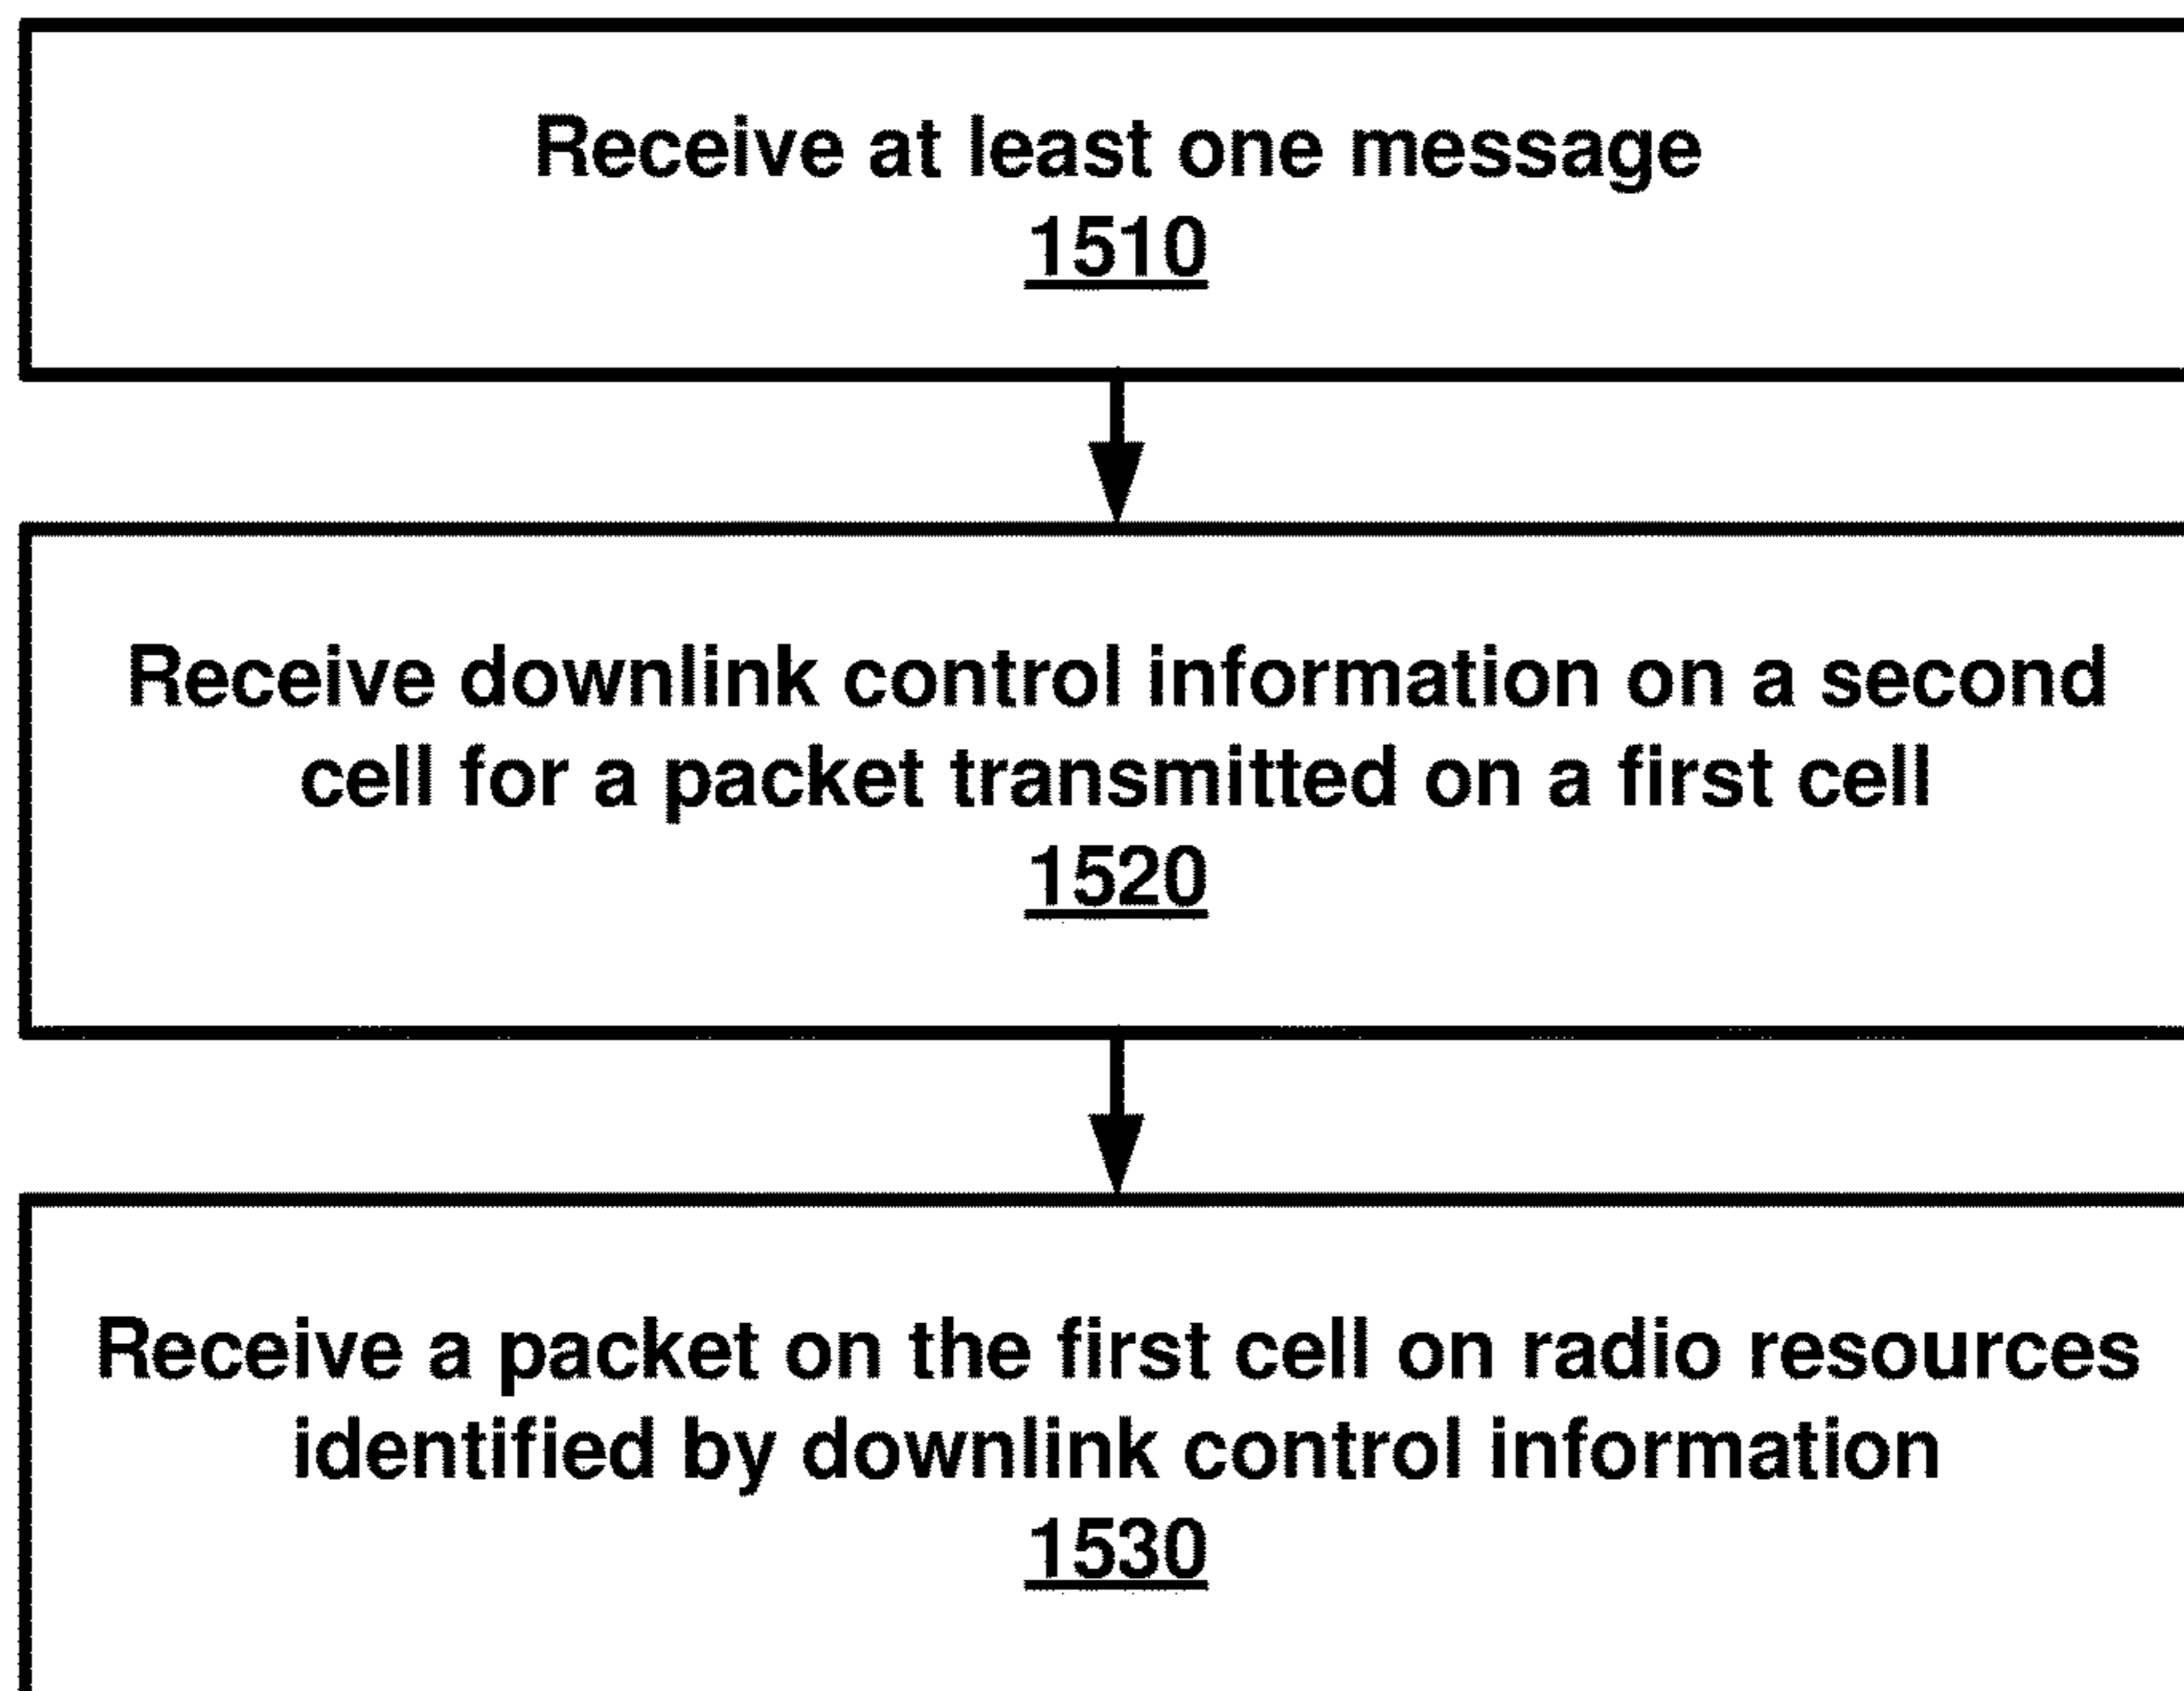 Receive at least one message
1510
Receive downlink control information on a second
cell for a packet transmitted on a first cell
1520
Receive a packet on the first cell on radio resources
identified by downlink control information
1530